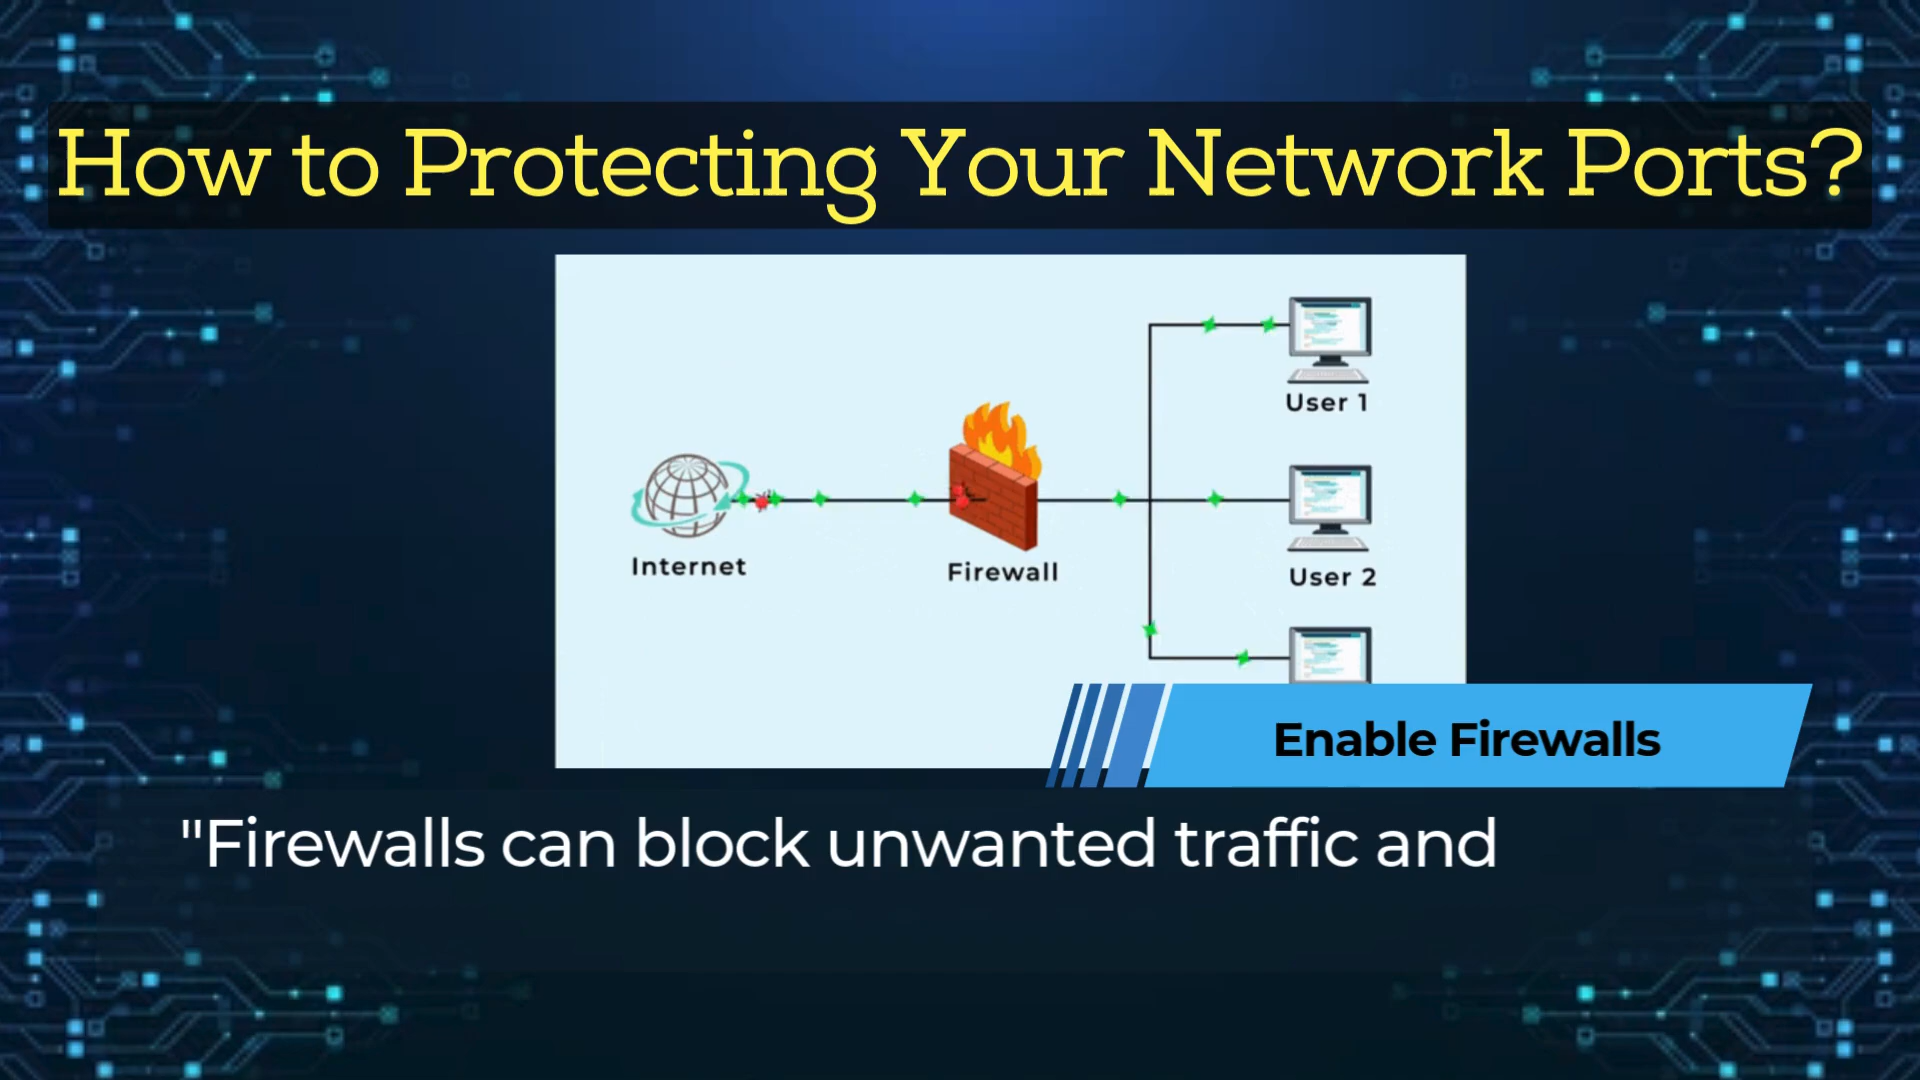 How to Protecting Your Network Ports?
User 1
Internet
Firewall
User 2
Enable Firewalls
"Firewalls can block unwanted traffic and